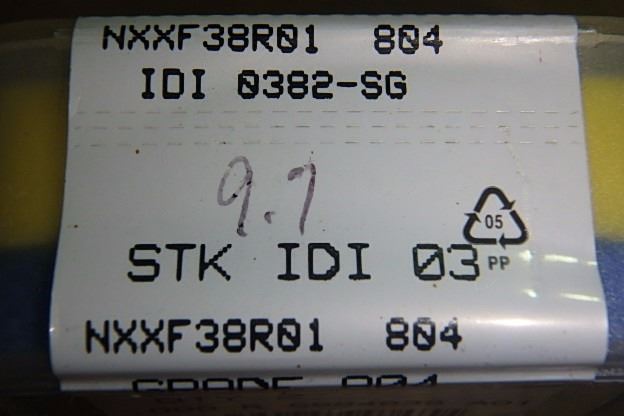 NXXF38R01 804
IDI 0382-SG
9.7
05
STK IDI 03
PP
NXXF38R01 804